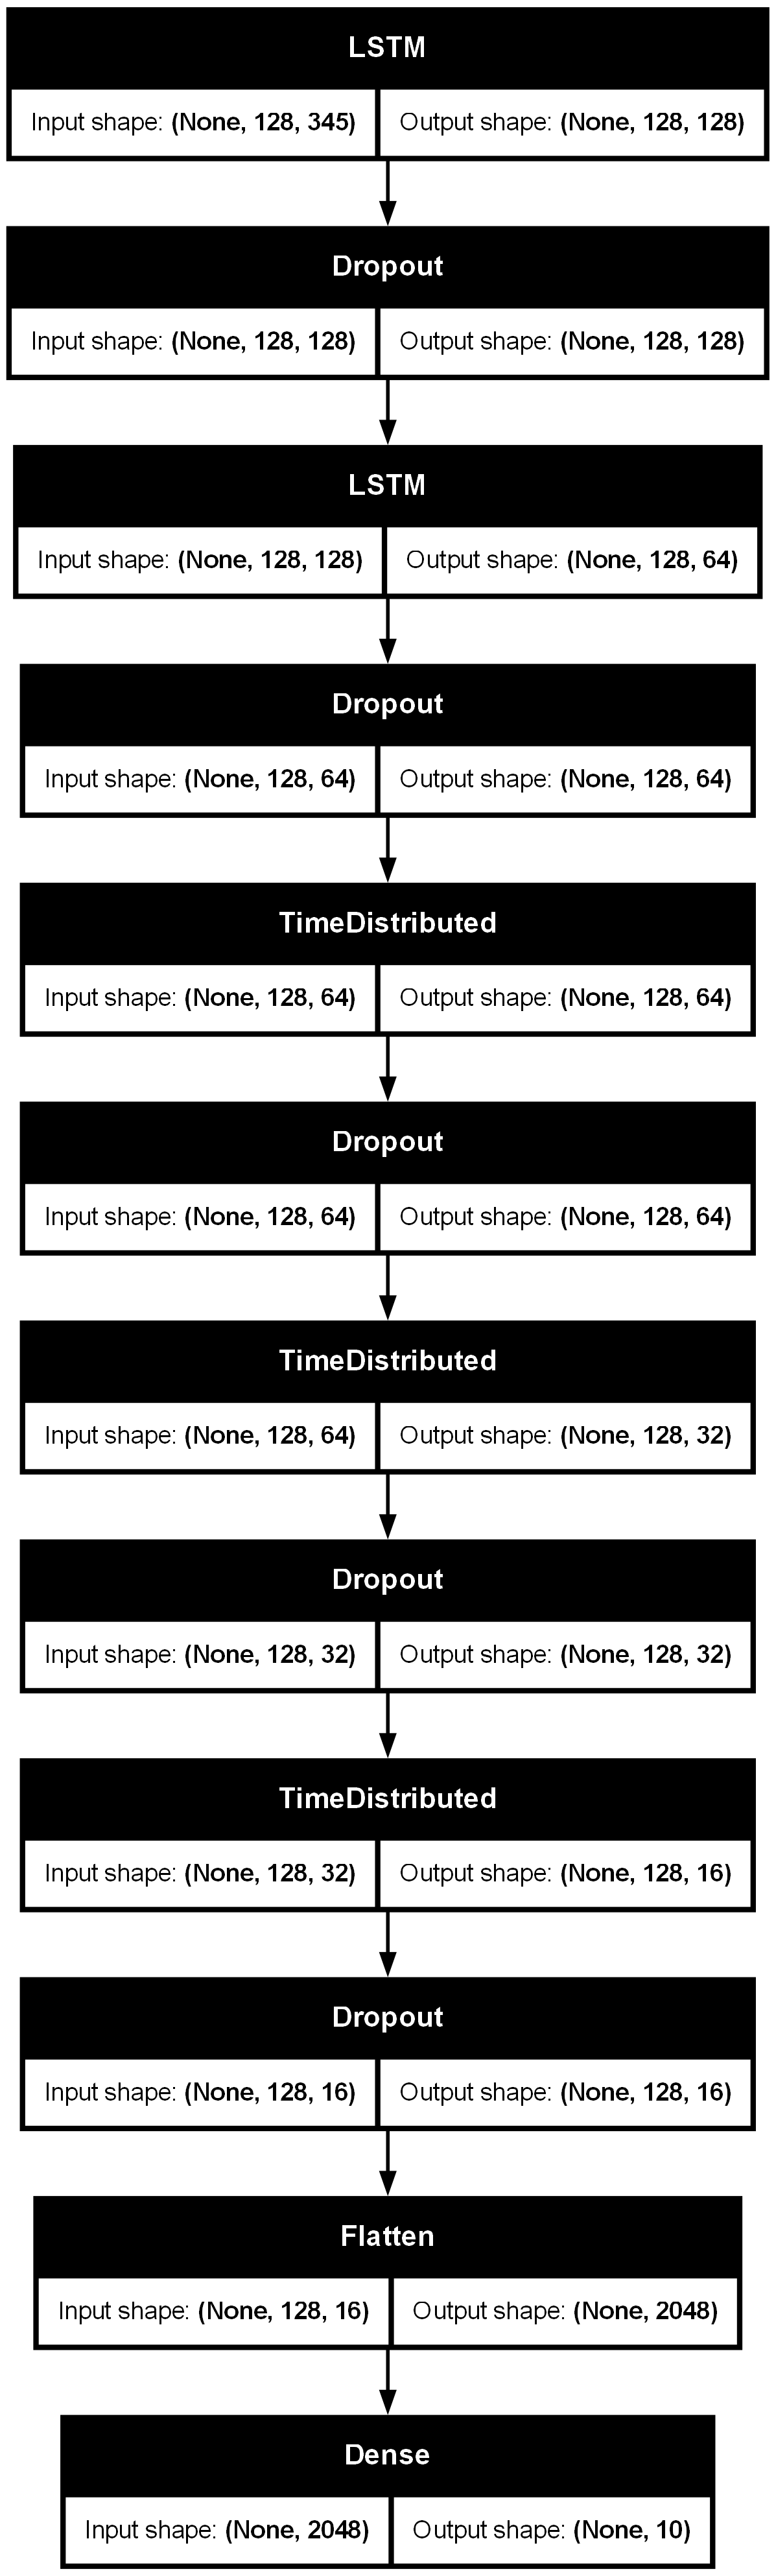 LSTM
Input shape: (None, 128, 345) Output shape: (None, 128, 128)
Dropout
Input shape: (None, 128, 128) Output shape: (None, 128, 128)
LSTM
Input shape: (None, 128, 128) Output shape: (None, 128, 64)
Dropout
Input shape: (None, 128, 64) Output shape: (None, 128, 64)
TimeDistributed
Input shape: (None, 128, 64) Output shape: (None, 128, 64)
Dropout
Input shape: (None, 128, 64) Output shape: (None, 128, 64)
TimeDistributed
Input shape: (None, 128, 64) Output shape: (None, 128, 32)
Dropout
Input shape: (None, 128, 32) Output shape: (None, 128, 32)
TimeDistributed
Input shape: (None, 128, 32) Output shape: (None, 128, 16)
Dropout
Input shape: (None, 128, 16) Output shape: (None, 128, 16)
Flatten
Input shape: (None, 128, 16) Output shape: (None, 2048)
Dense
Input shape: (None, 2048) Output shape: (None, 10)